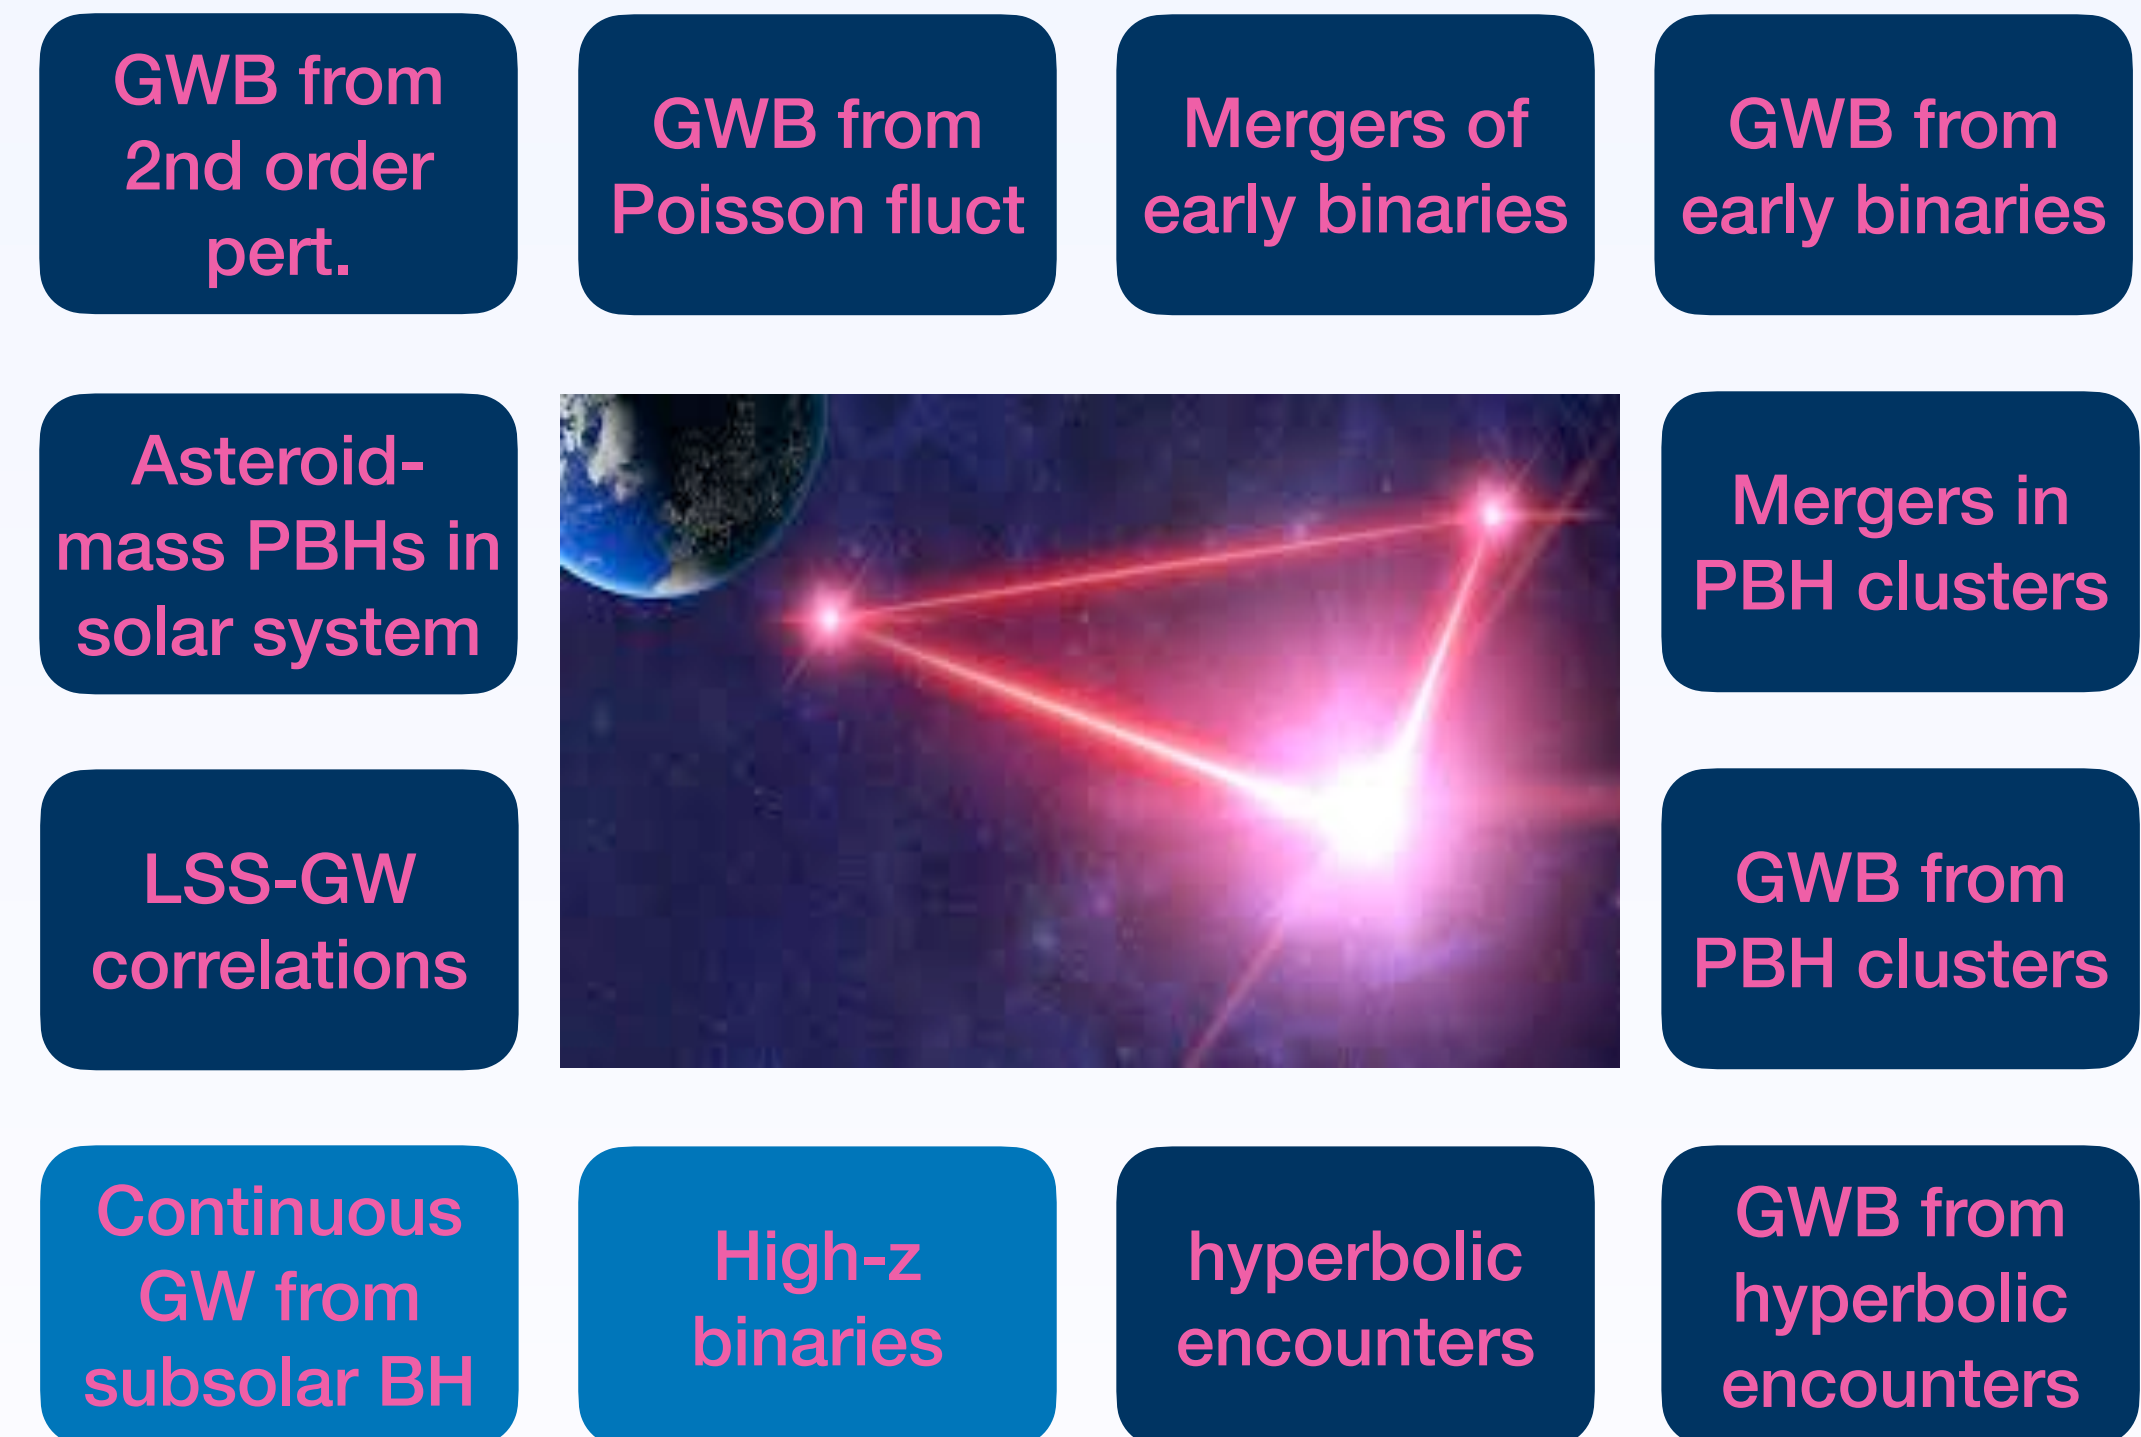 GWB from
2nd order
pert.
GWB from
Poisson fluct
Mergers of
early binaries
GWB from
early binaries
Asteroid-
mass PBHs in
solar system
Mergers in
PBH clusters
LSS-GW
correlations
GWB from
PBH clusters
Continuous
GW from
subsolar BH
High-z
binaries
hyperbolic
encounters
GWB from
hyperbolic
encounters